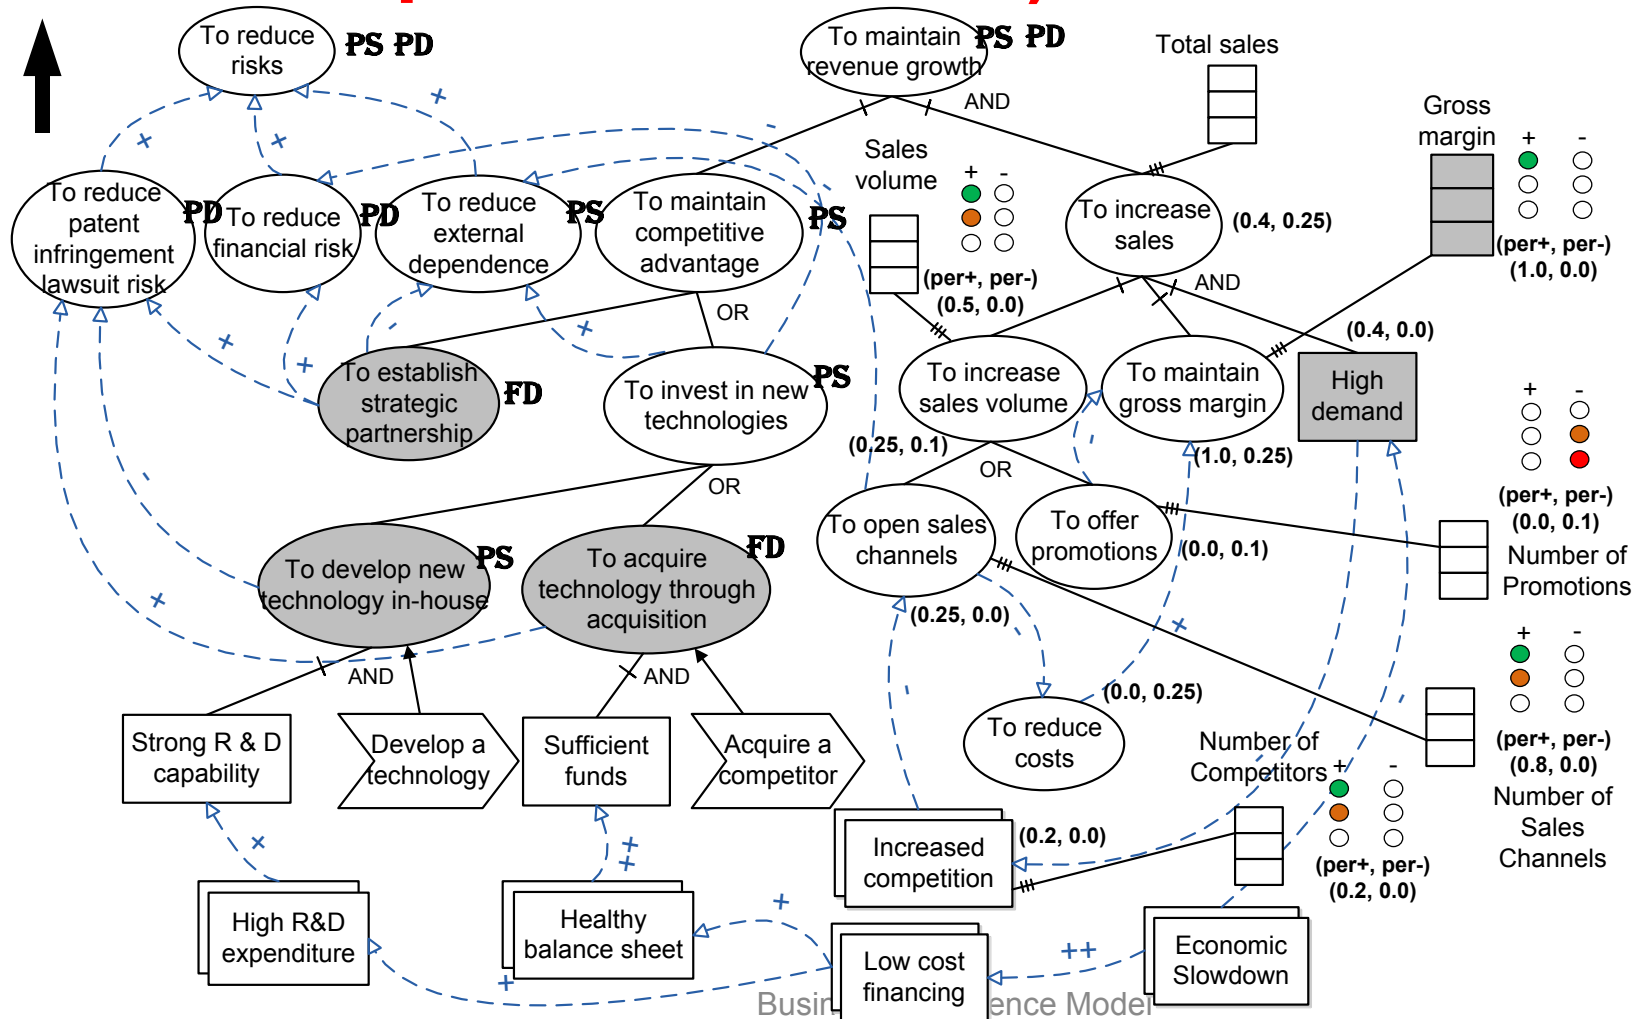 To reduce
risks
PS PD
To maintain
revenue growth
PS PD
AND
Total sales
Gross
margin
+ -
(per+, per-)
(1.0, 0.0)
Sales
volume
+ -
(per+, per-)
(0.5, 0.0)
To reduce
patent
infringement
lawsuit risk
PD
To reduce
financial risk
PD
To reduce
external
dependence
PS
To maintain
competitive
advantage
PS
To increase
sales
(0.4, 0.25)
AND
OR
(0.4, 0.0)
To establish
strategic
partnership
FD
To invest in new
technologies
PS
To increase
sales volume
(0.25, 0.1)
To maintain
gross margin
(1.0, 0.25)
High
demand
+ -
(per+, per-)
(0.0, 0.1)
Number of
Promotions
OR
OR
To open sales
channels
(0.25, 0.0)
To offer
promotions
(0.0, 0.1)
To develop new
technology in-house
PS
To acquire
technology through
acquisition
FD
AND
AND
+ -
(per+, per-)
(0.8, 0.0)
Number of
Sales
Channels
Strong R & D
capability
Develop a
technology
Sufficient
funds
Acquire a
competitor
To reduce
costs
(0.0, 0.25)
Number of
Competitors
+ -
(per+, per-)
(0.2, 0.0)
Increased
competition
(0.2, 0.0)
High R&D
expenditure
Healthy
balance sheet
Low cost
financing
Economic
Slowdown
++
Busin ence Model